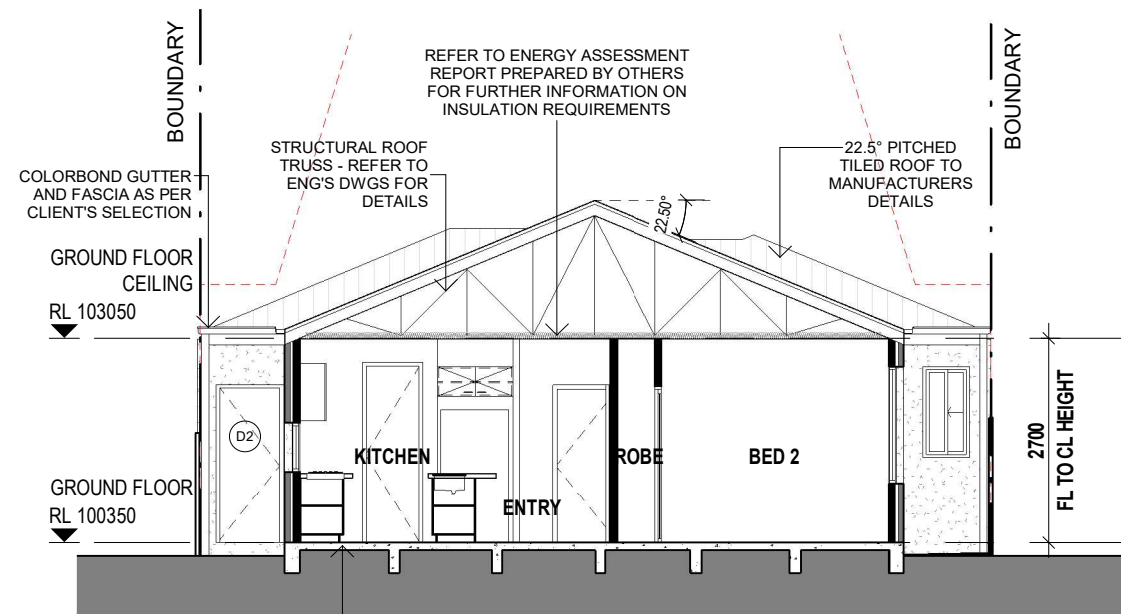 BOUNDARY
REFER TO ENERGY ASSESSMENT
REPORT PREPARED BY OTHERS
FOR FURTHER INFORMATION ON
INSULATION REQUIREMENTS
BOUNDARY
STRUCTURAL ROOF
TRUSS - REFER TO
ENG'S DWGS FOR
DETAILS
22.5° PITCHED
TILED ROOF TO
MANUFACTURERS
DETAILS
COLORBOND GUTTER
AND FASCIA AS PER
CLIENT'S SELECTION
22.50°
GROUND FLOOR
CEILING
RL 103050
D2
KITCHEN
ROBE
BED 2
ENTRY
GROUND FLOOR
RL 100350
2700
FL TO CL HEIGHT